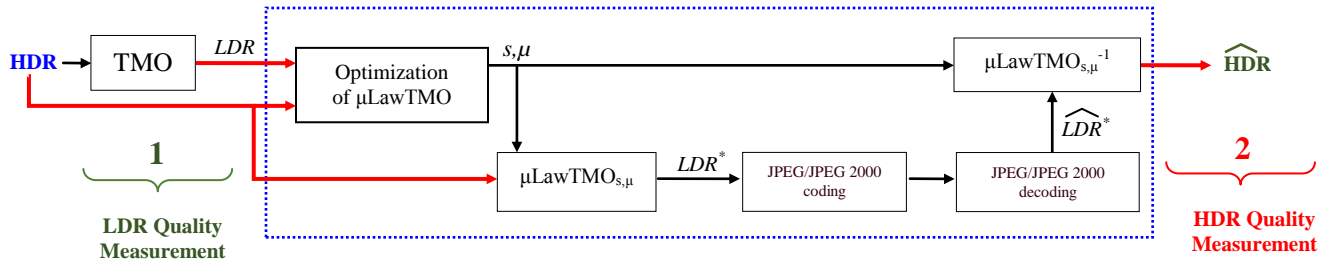 HDR
TMO
LDR
Optimization
of μLawTMO
s,μ
μLawTMOs,μ-1
HDR
LDR*
μLawTMOs,μ
LDR*
JPEG/JPEG 2000
coding
JPEG/JPEG 2000
decoding
1
LDR Quality
Measurement
2
HDR Quality
Measurement